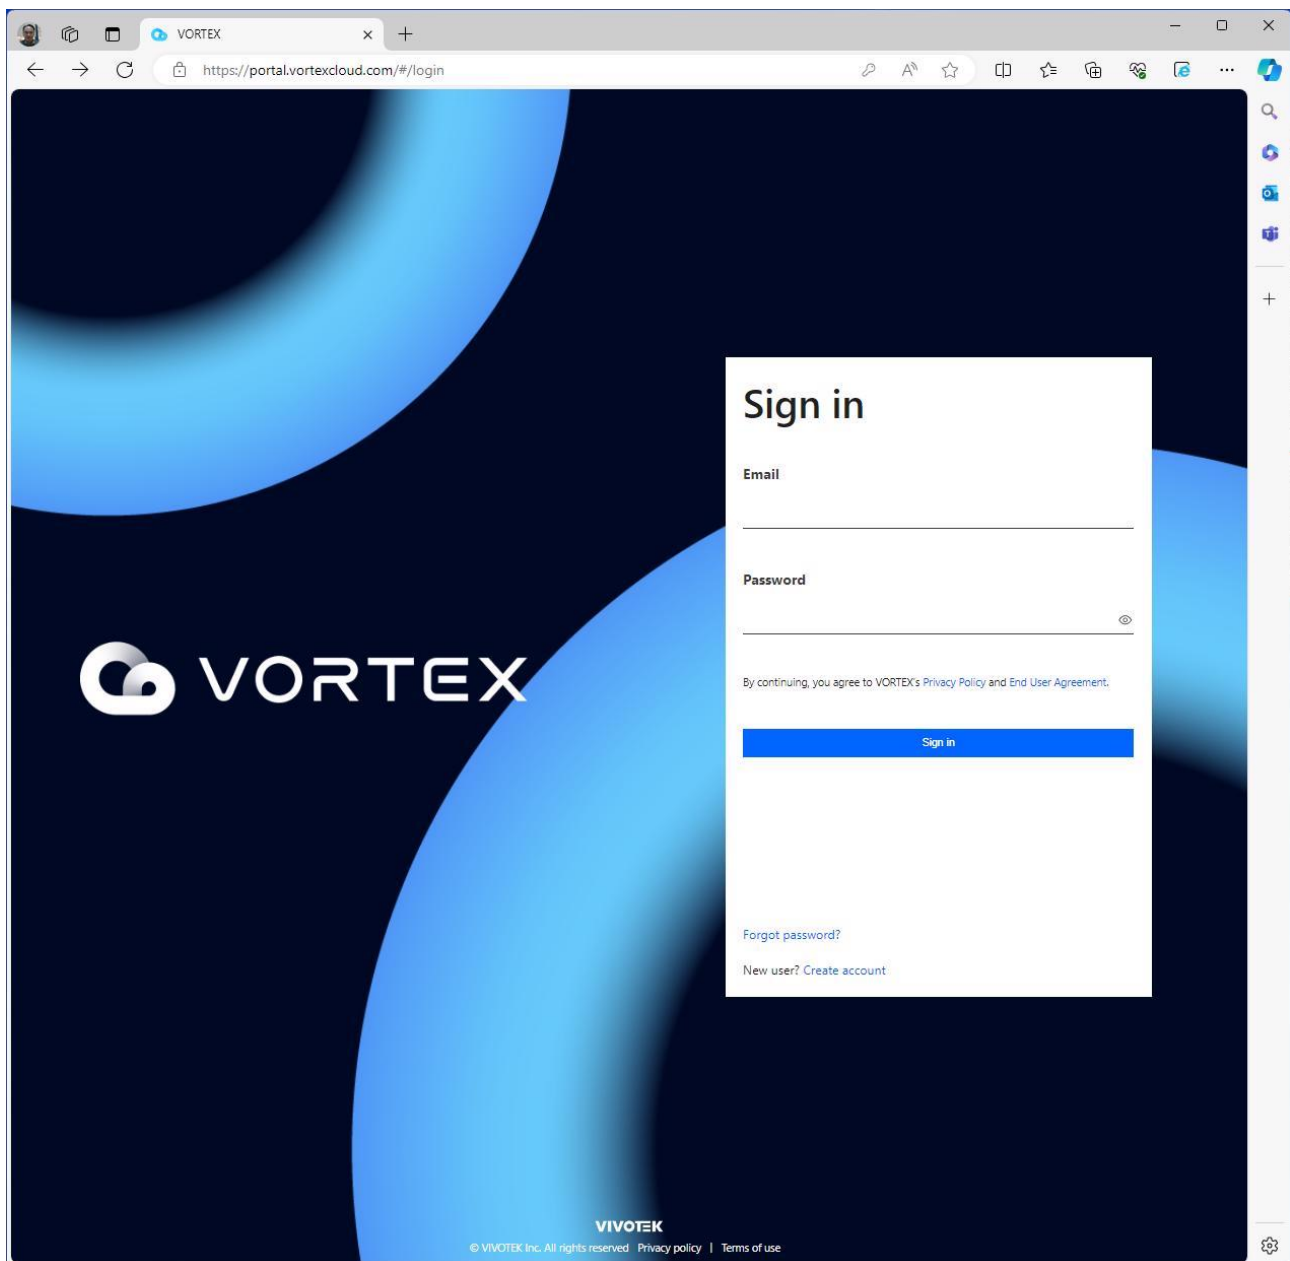 VORTEX
https://portal.vortexcloud.com/#/login
Sign in
Email
Password
VORTEX
By continuing, you agree to VORTEX's Privacy Policy and End User Agreement.
Sign in
Forgot password?
New user? Create account
VIVOTEK
© VIVOTEK Inc. All rights reserved Privacy policy | Terms of use